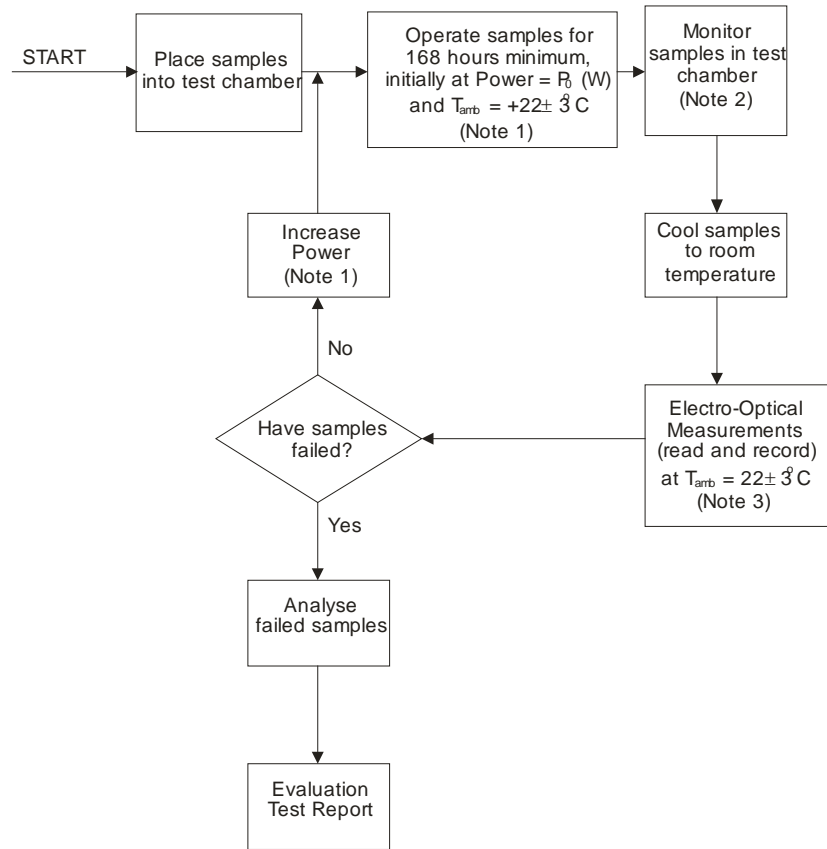 START
Place samples
into test chamber
Operate samples for
168 hours minimum,
initially at Power = P₀ (W)
and Tamb = +22± 3°C
(Note 1)
Monitor
samples in test
chamber
(Note 2)
Cool samples
to room
temperature
Electro-Optical
Measurements
(read and record)
at Tamb = 22± 3°C
(Note 3)
Have samples
failed?
No
Increase
Power
(Note 1)
Yes
Analyse
failed samples
Evaluation
Test Report